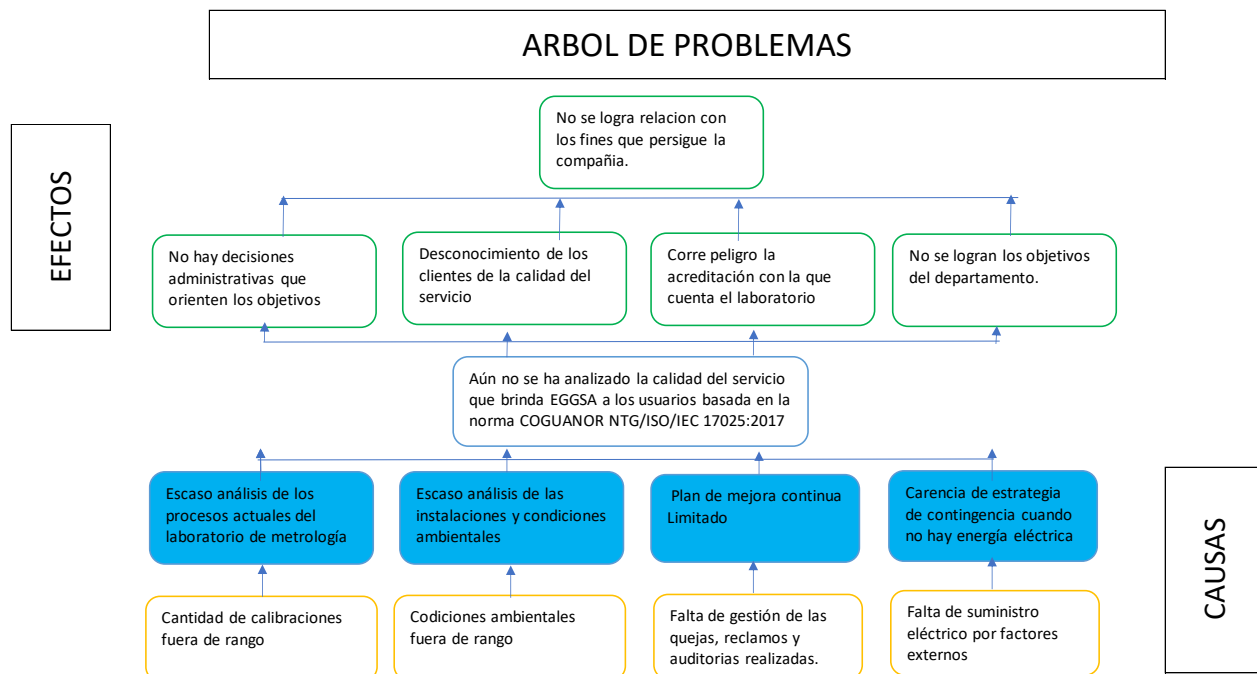 ARBOL DE PROBLEMAS
EFECTOS
No se logra relacion con
los fines que persigue la
compañia.
No hay decisiones
administrativas que
orienten los objetivos
Desconocimiento de los
clientes de la calidad del
servicio
Corre peligro la
acreditación con la que
cuenta el laboratorio
No se logran los objetivos
del departamento.
Aún no se ha analizado la calidad del servicio
que brinda EGGSA a los usuarios basada en la
norma COGUANOR NTG/ISO/IEC 17025:2017
CAUSAS
Escaso análisis de los
procesos actuales del
laboratorio de metrología
Escaso análisis de las
instalaciones y condiciones
ambientales
Plan de mejora continua
Limitado
Carencia de estrategia
de contingencia cuando
no hay energía eléctrica
Cantidad de calibraciones
fuera de rango
Codiciones ambientales
fuera de rango
Falta de gestión de las
quejas, reclamos y
auditorias realizadas.
Falta de suministro
eléctrico por factores
externos